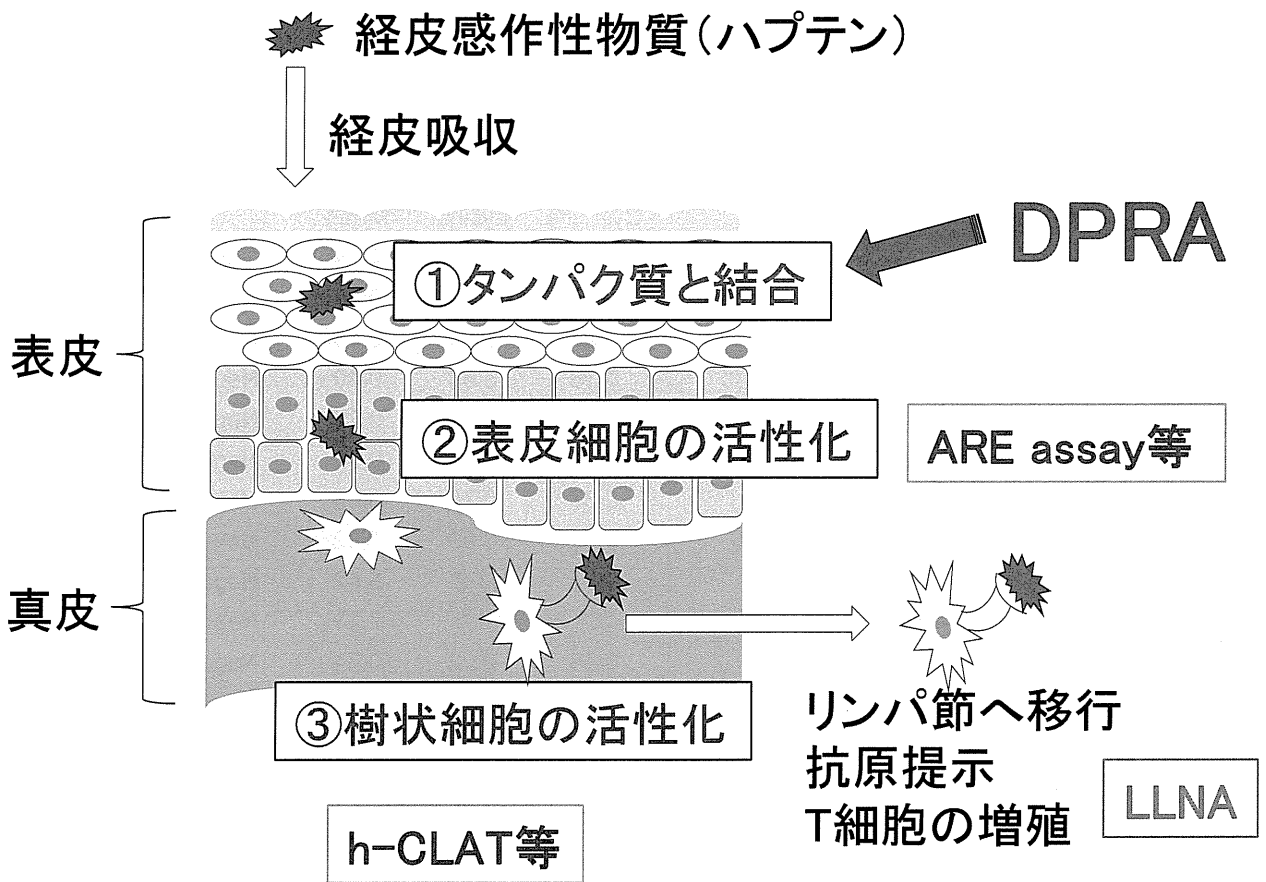 経皮感作性物質(ハプテン)
経皮吸収
DPRA
①タンパク質と結合
表皮
②表皮細胞の活性化
ARE assay等
真皮
③樹状細胞の活性化
リンパ節へ移行
抗原提示
T細胞の増殖
LLNA
h-CLAT等